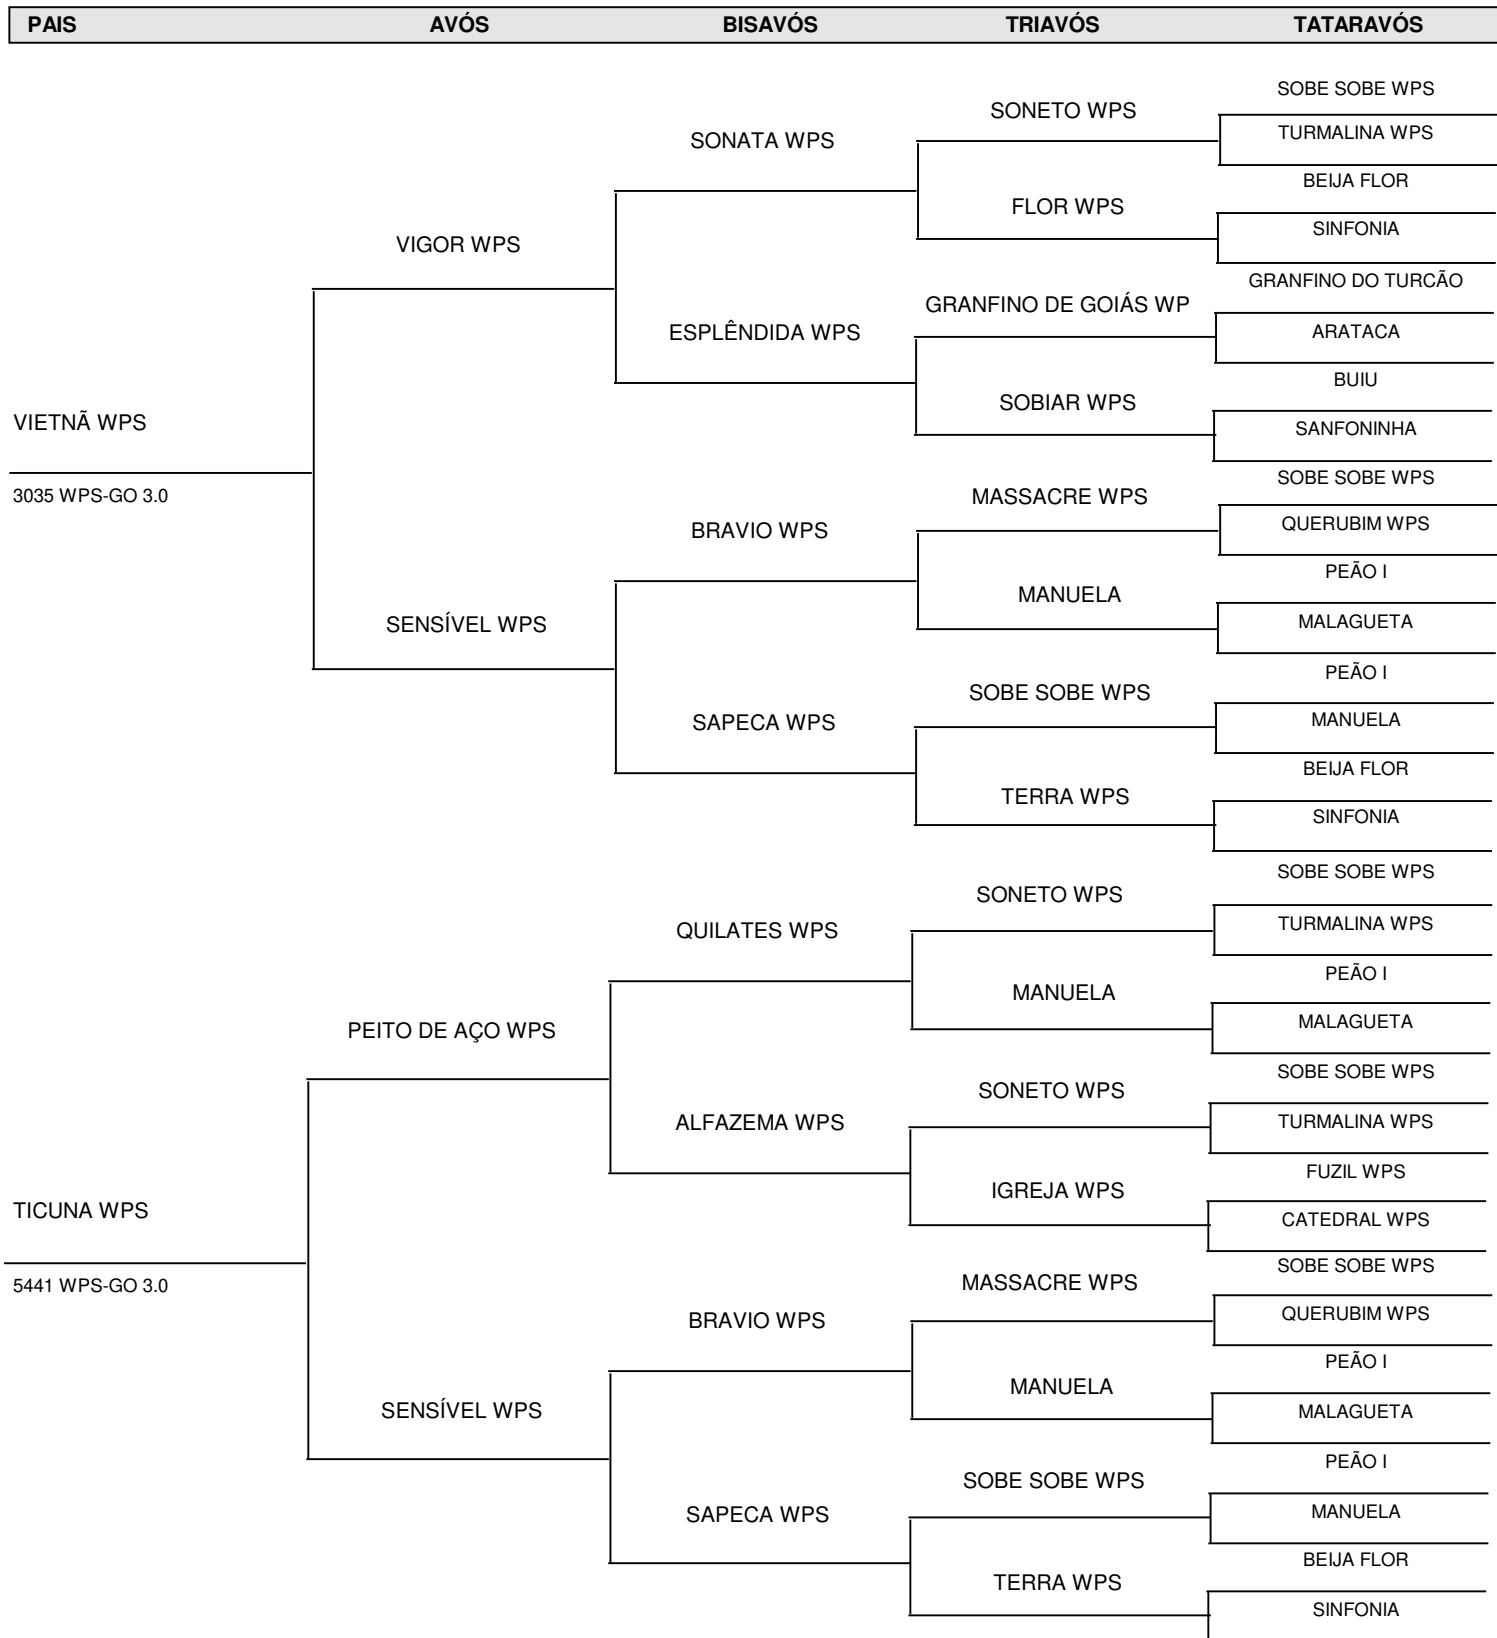 PAIS AVÓS BISAVÓS TRIAVÓS TATARAVÓS
SOBE SOBE WPS
SONETO WPS
TURMALINA WPS
SONATA WPS
BEIJA FLOR
FLOR WPS
SINFONIA
VIGOR WPS
GRANFINO DO TURCÃO
GRANFINO DE GOIÁS WP
ARATACA
ESPLÊNDIDA WPS
BUIU
SOBIAR WPS
VIETNÃ WPS
SANFONINHA
SOBE SOBE WPS
3035 WPS-GO 3.0
MASSACRE WPS
QUERUBIM WPS
BRAVIO WPS
PEÃO I
MANUELA
MALAGUETA
SENSÍVEL WPS
PEÃO I
SOBE SOBE WPS
MANUELA
SAPECA WPS
BEIJA FLOR
TERRA WPS
SINFONIA
SOBE SOBE WPS
SONETO WPS
TURMALINA WPS
QUILATES WPS
PEÃO I
MANUELA
MALAGUETA
PEITO DE AÇO WPS
SOBE SOBE WPS
SONETO WPS
TURMALINA WPS
ALFAZEMA WPS
FUZIL WPS
IGREJA WPS
TICUNA WPS
CATEDRAL WPS
SOBE SOBE WPS
5441 WPS-GO 3.0
MASSACRE WPS
QUERUBIM WPS
BRAVIO WPS
PEÃO I
MANUELA
MALAGUETA
SENSÍVEL WPS
PEÃO I
SOBE SOBE WPS
MANUELA
SAPECA WPS
BEIJA FLOR
TERRA WPS
SINFONIA